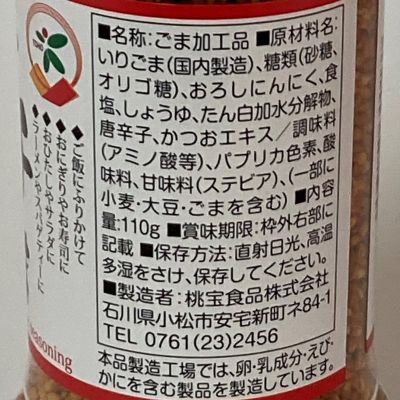 ■名称:ごま加工品 ■原材料名:
いりごま(国内製造)、糖類(砂糖、
オリゴ糖)、おろしにんにく、食
塩、しょうゆ、たん白加水分解物、
唐辛子、かつおエキス／調味料
(アミノ酸等)、パプリカ色素、酸
味料、甘味料(ステビア)、(一部に
小麦・大豆・ごまを含む) ■内容
量:110g ■賞味期限:枠外右部に
記載 ■保存方法:直射日光、高温
多湿をさけ、保存してください。
■製造者:桃宝食品株式会社
石川県小松市安宅新町ネ84-1
TEL 0761(23)2456
本品製造工場では、卵・乳成分・えび・
かにを含む製品を製造しています。
◆ご飯にふりかけて
◆おにぎりやお寿司に
◆おひたしやサラダに
◆ラーメンやスパゲティーに